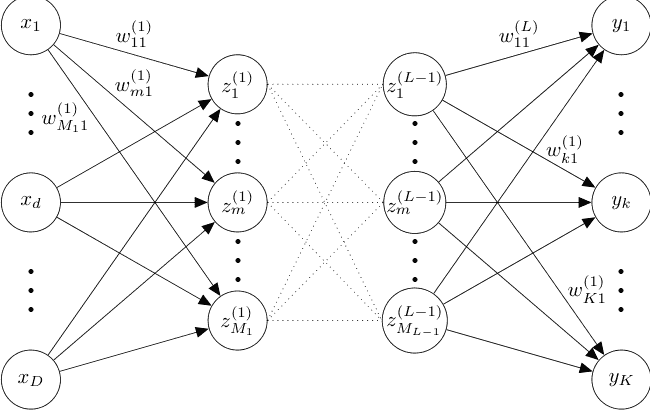 x_1
w_{11}^{(1)}
w_{m1}^{(1)}
w_{M_1 1}^{(1)}
x_d
x_D
z_1^{(1)}
z_m^{(1)}
z_{M_1}^{(1)}
z_1^{(L-1)}
z_m^{(L-1)}
z_{M_{L-1}}^{(L-1)}
w_{11}^{(L)}
w_{k1}^{(1)}
w_{K1}^{(1)}
y_1
y_k
y_K